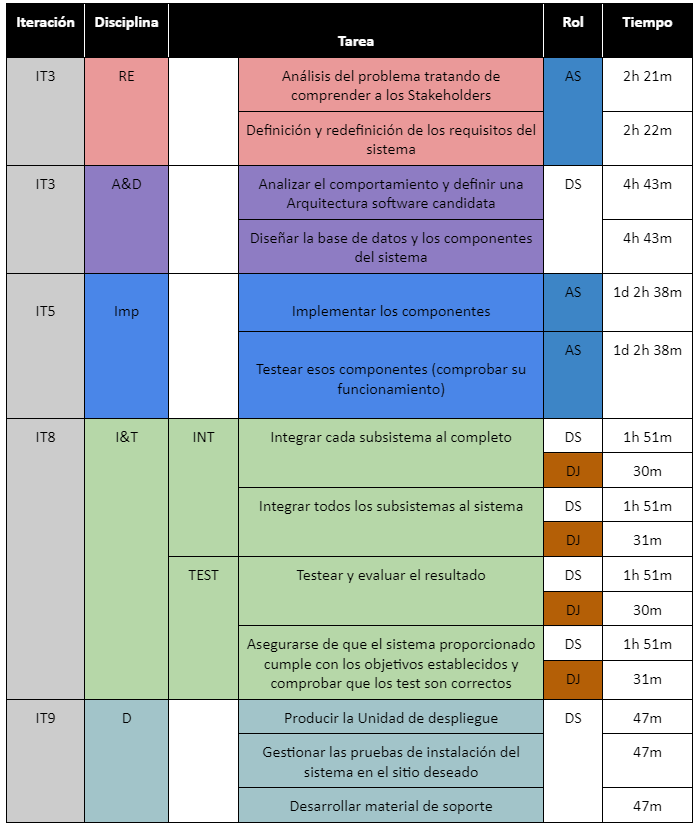 Iteración Disciplina Tarea Rol Tiempo
IT3 RE Análisis del problema tratando de AS 2h 21m
comprender a los Stakeholders
Definición y redefinición de los requisitos del 2h 22m
sistema
IT3 A&D Analizar el comportamiento y definir una DS 4h 43m
Arquitectura software candidata
Diseñar la base de datos y los componentes 4h 43m
del sistema
IT5 Imp Implementar los componentes AS 1d 2h 38m
Testear esos componentes (comprobar su AS 1d 2h 38m
funcionamiento)
IT8 I&T INT Integrar cada subsistema al completo DS 1h 51m
DJ 30m
Integrar todos los subsistemas al sistema DS 1h 51m
DJ 31m
TEST Testear y evaluar el resultado DS 1h 51m
DJ 30m
Asegurarse de que el sistema proporcionado DS 1h 51m
cumple con los objetivos establecidos y
comprobar que los test son correctos DJ 31m
IT9 D Producir la Unidad de despliegue DS 47m
Gestionar las pruebas de instalación del 47m
sistema en el sitio deseado
Desarrollar material de soporte 47m